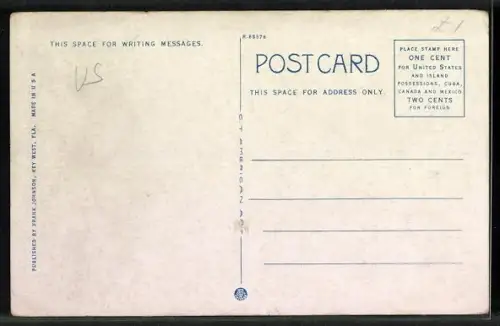 R-88576
£1
THIS SPACE FOR WRITING MESSAGES.
US
POSTCARD
THIS SPACE FOR ADDRESS ONLY.
PLACE STAMP HERE
ONE CENT
FOR UNITED STATES
AND ISLAND
POSSESSIONS, CUBA,
CANADA AND MEXICO
TWO CENTS
FOR FOREIGN
PUBLISHED BY FRANK JOHNSON, KEY WEST, FLA. MADE IN U S A